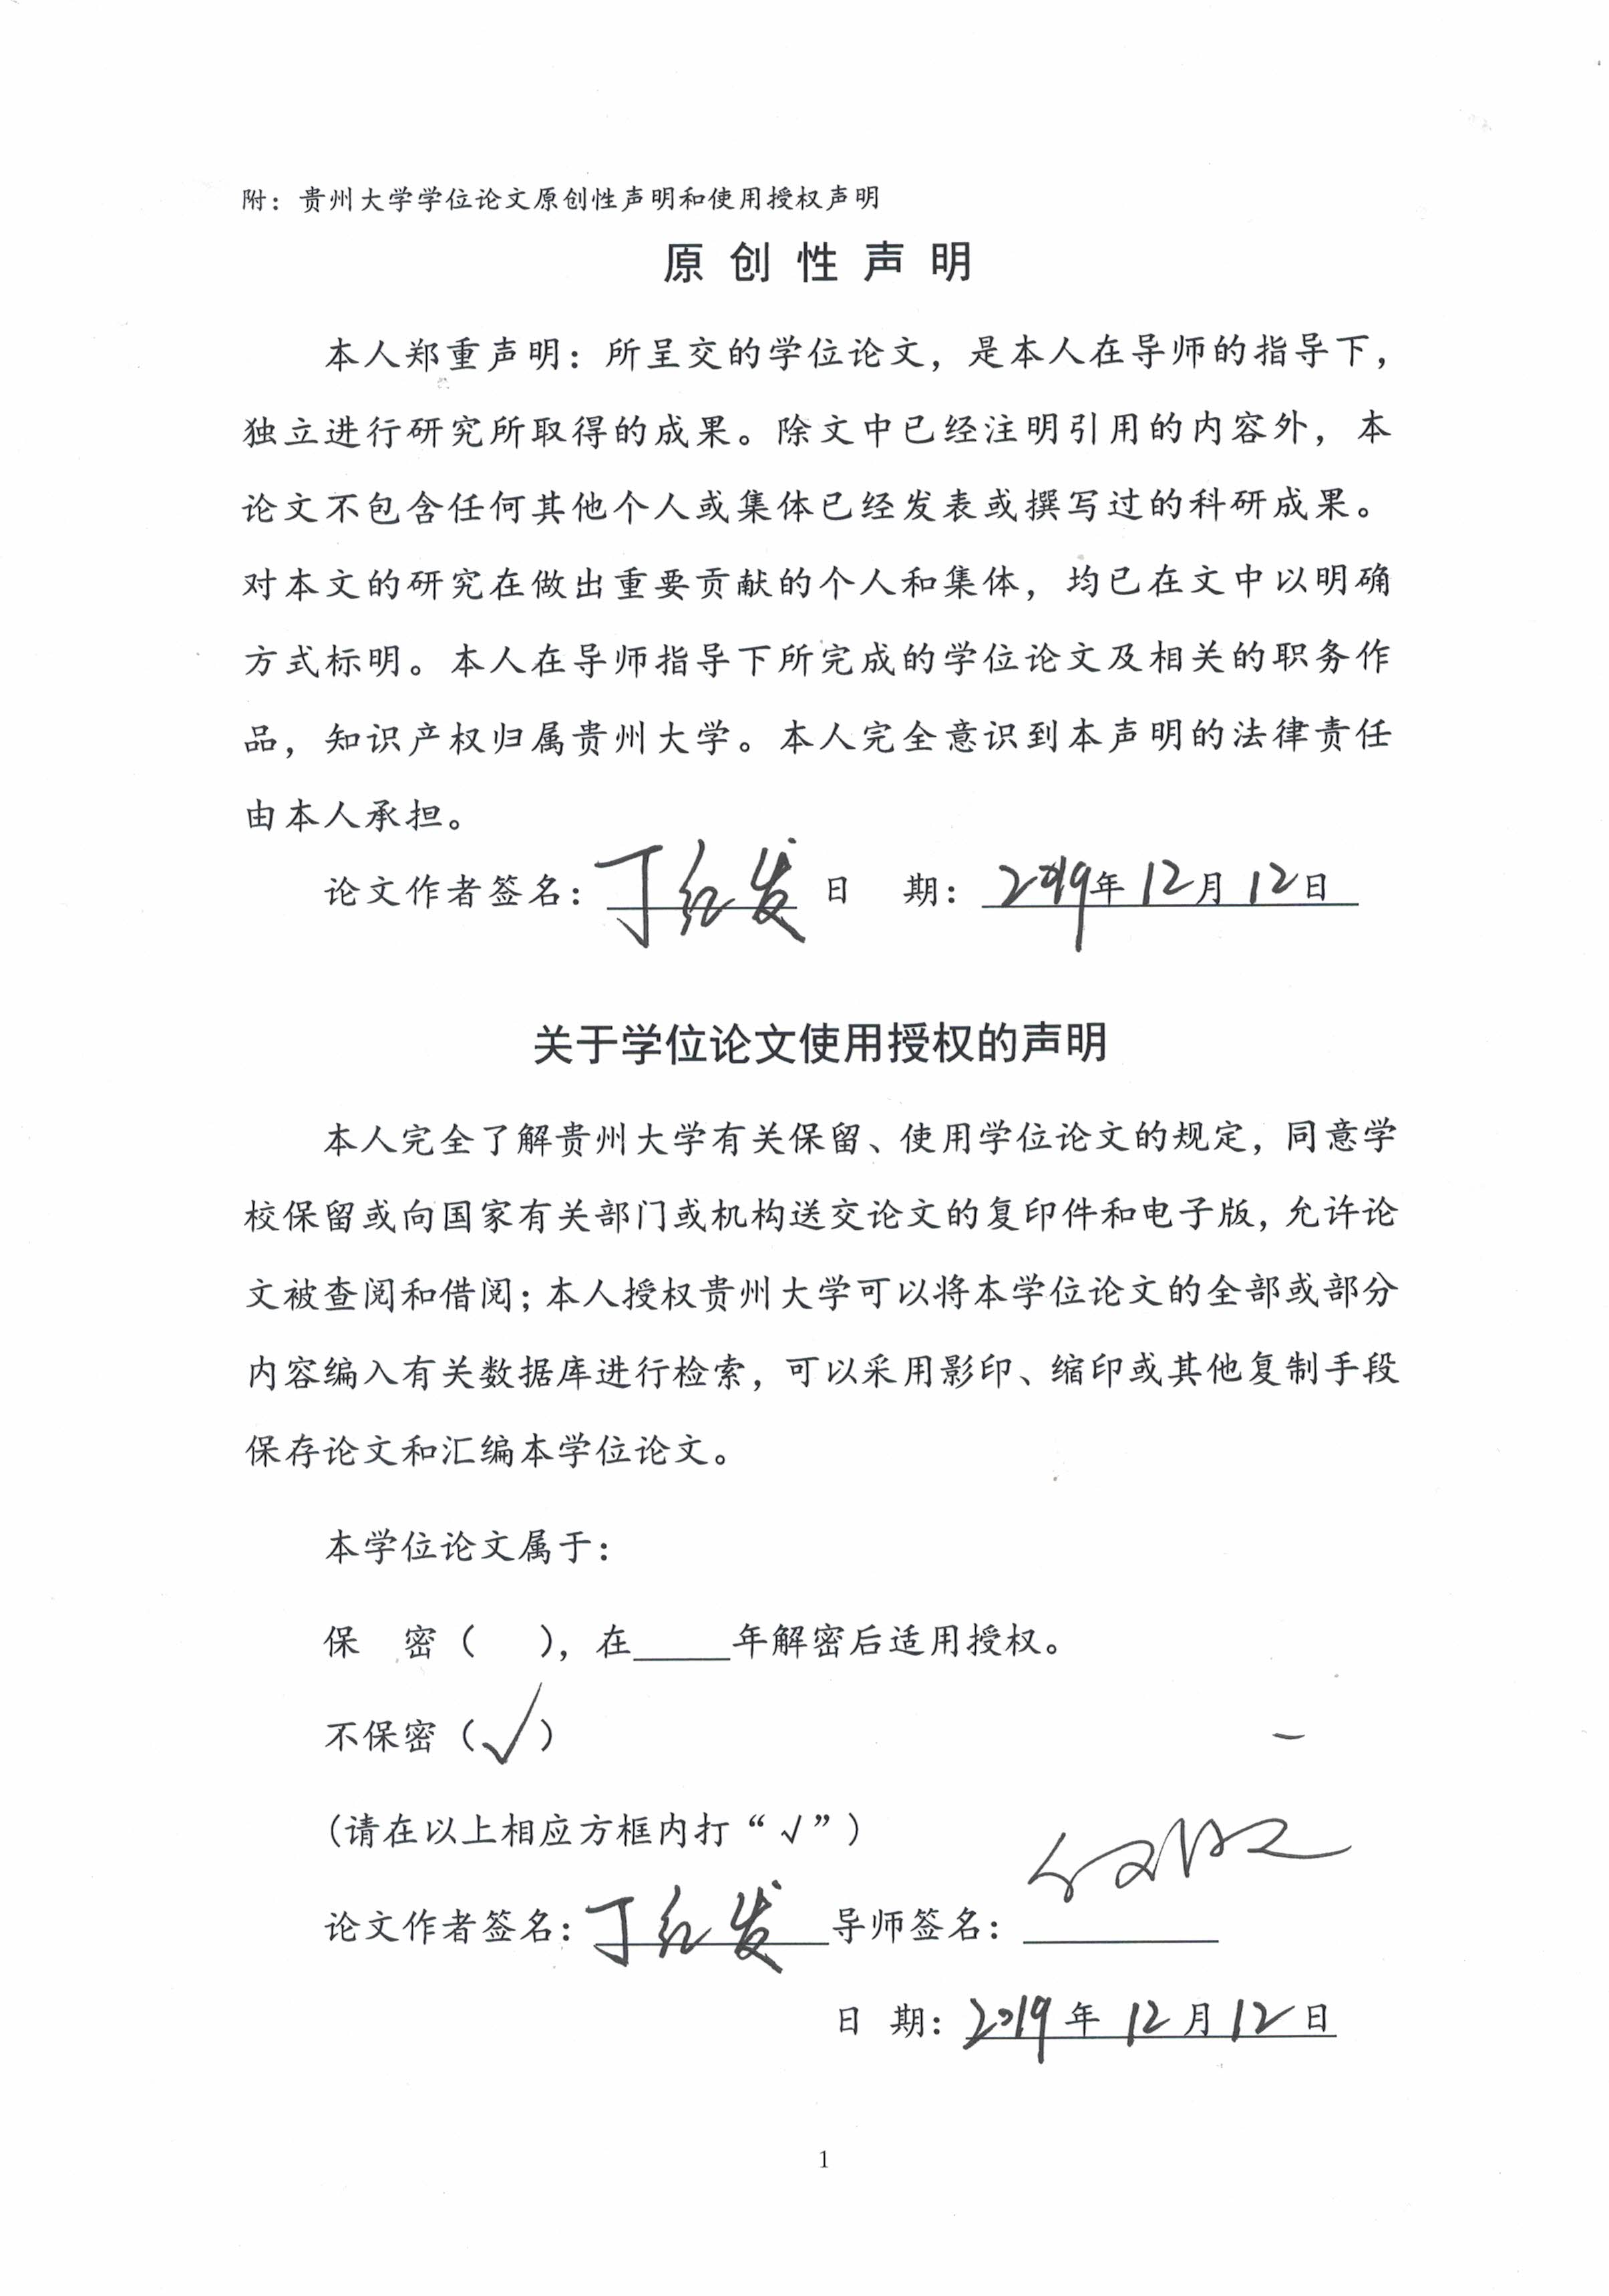 附：贵州大学学位论文原创性声明和使用授权声明
原创性声明
本人郑重声明：所呈交的学位论文，是本人在导师的指导下，
独立进行研究所取得的成果。除文中已经注明引用的内容外，本
论文不包含任何其他个人或集体已经发表或撰写过的科研成果。
对本文的研究在做出重要贡献的个人和集体，均已在文中以明确
方式标明。本人在导师指导下所完成的学位论文及相关的职务作
品，知识产权归属贵州大学。本人完全意识到本声明的法律责任
由本人承担。
论文作者签名：丁红发 日 期：2019年12月12日
关于学位论文使用授权的声明
本人完全了解贵州大学有关保留、使用学位论文的规定，同意学
校保留或向国家有关部门或机构送交论文的复印件和电子版，允许论
文被查阅和借阅；本人授权贵州大学可以将本学位论文的全部或部分
内容编入有关数据库进行检索，可以采用影印、缩印或其他复制手段
保存论文和汇编本学位论文。
本学位论文属于：
保 密（ ），在_____年解密后适用授权。
不保密（√）
（请在以上相应方框内打“√”）
论文作者签名：丁红发 导师签名：
日 期：2019年12月12日
1